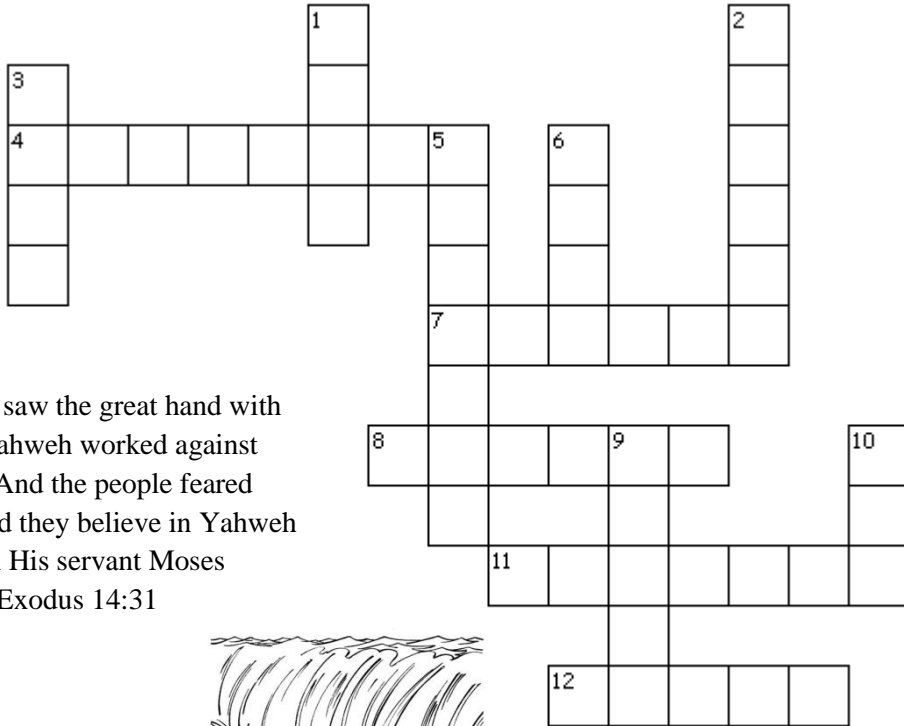 1
2
3
4
5
6
7
saw the great hand with
ahweh worked against
8
9
10
And the people feared
d they believe in Yahweh
His servant Moses
11
Exodus 14:31
12